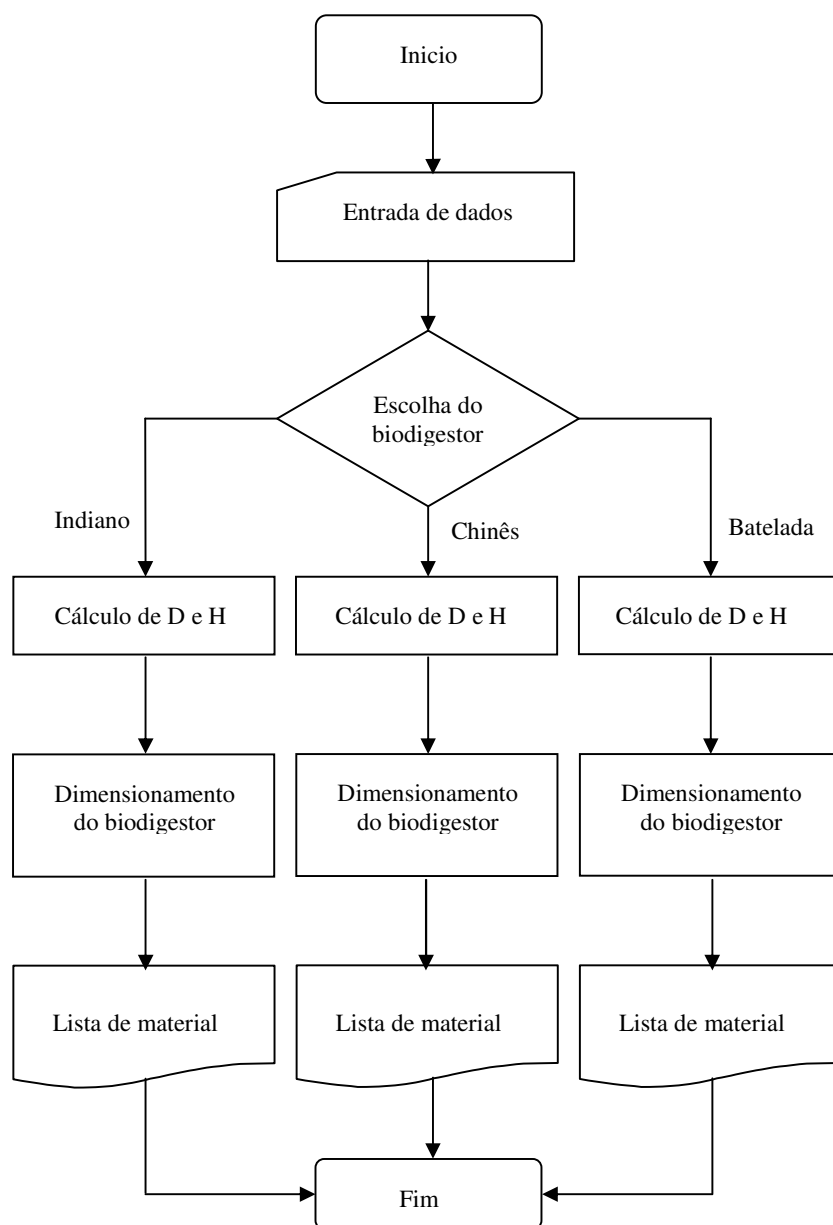 Inicio
Entrada de dados
Escolha do
biodigestor
Indiano
Chinês
Batelada
Cálculo de D e H
Cálculo de D e H
Cálculo de D e H
Dimensionamento
do biodigestor
Dimensionamento
do biodigestor
Dimensionamento
do biodigestor
Lista de material
Lista de material
Lista de material
Fim